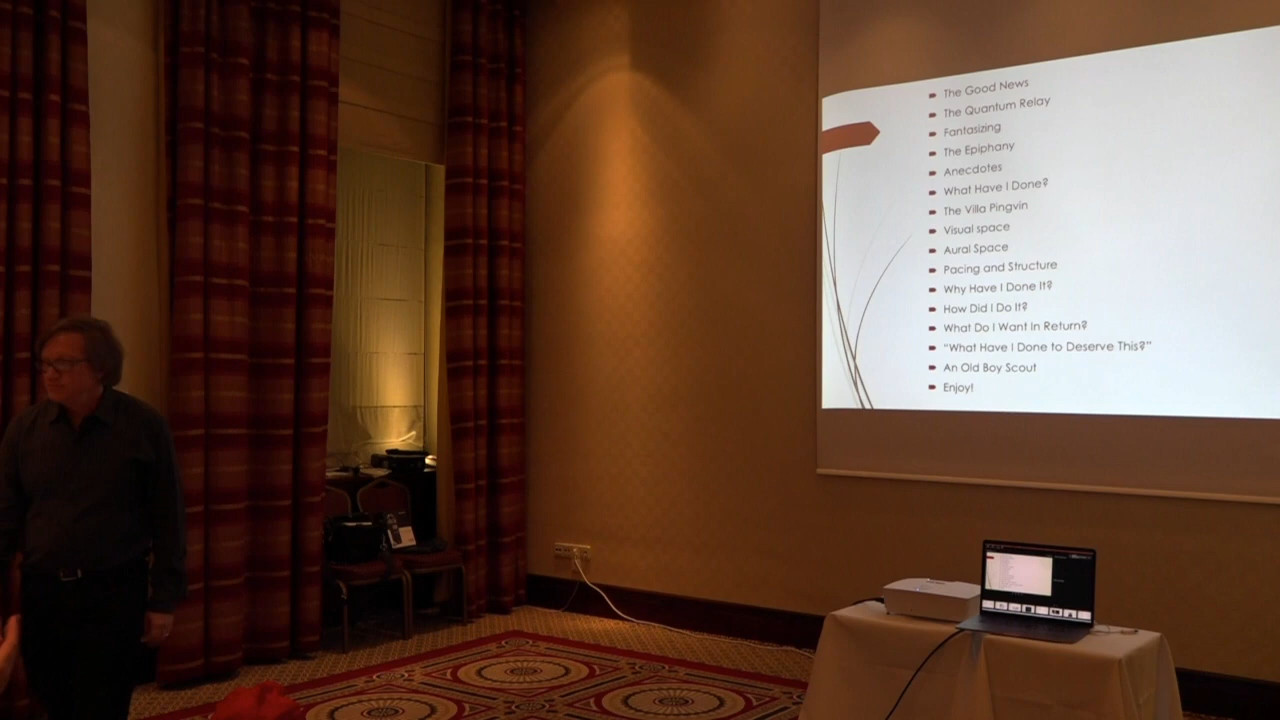 The Good News
The Quantum Relay
Fantasizing
The Epiphany
Anecdotes
What Have I Done?
The Villa Pingvin
Visual space
Aural Space
Pacing and Structure
Why Have I Done It?
How Did I Do It?
What Do I Want In Return?
“What Have I Done to Deserve This?”
An Old Boy Scout
Enjoy!